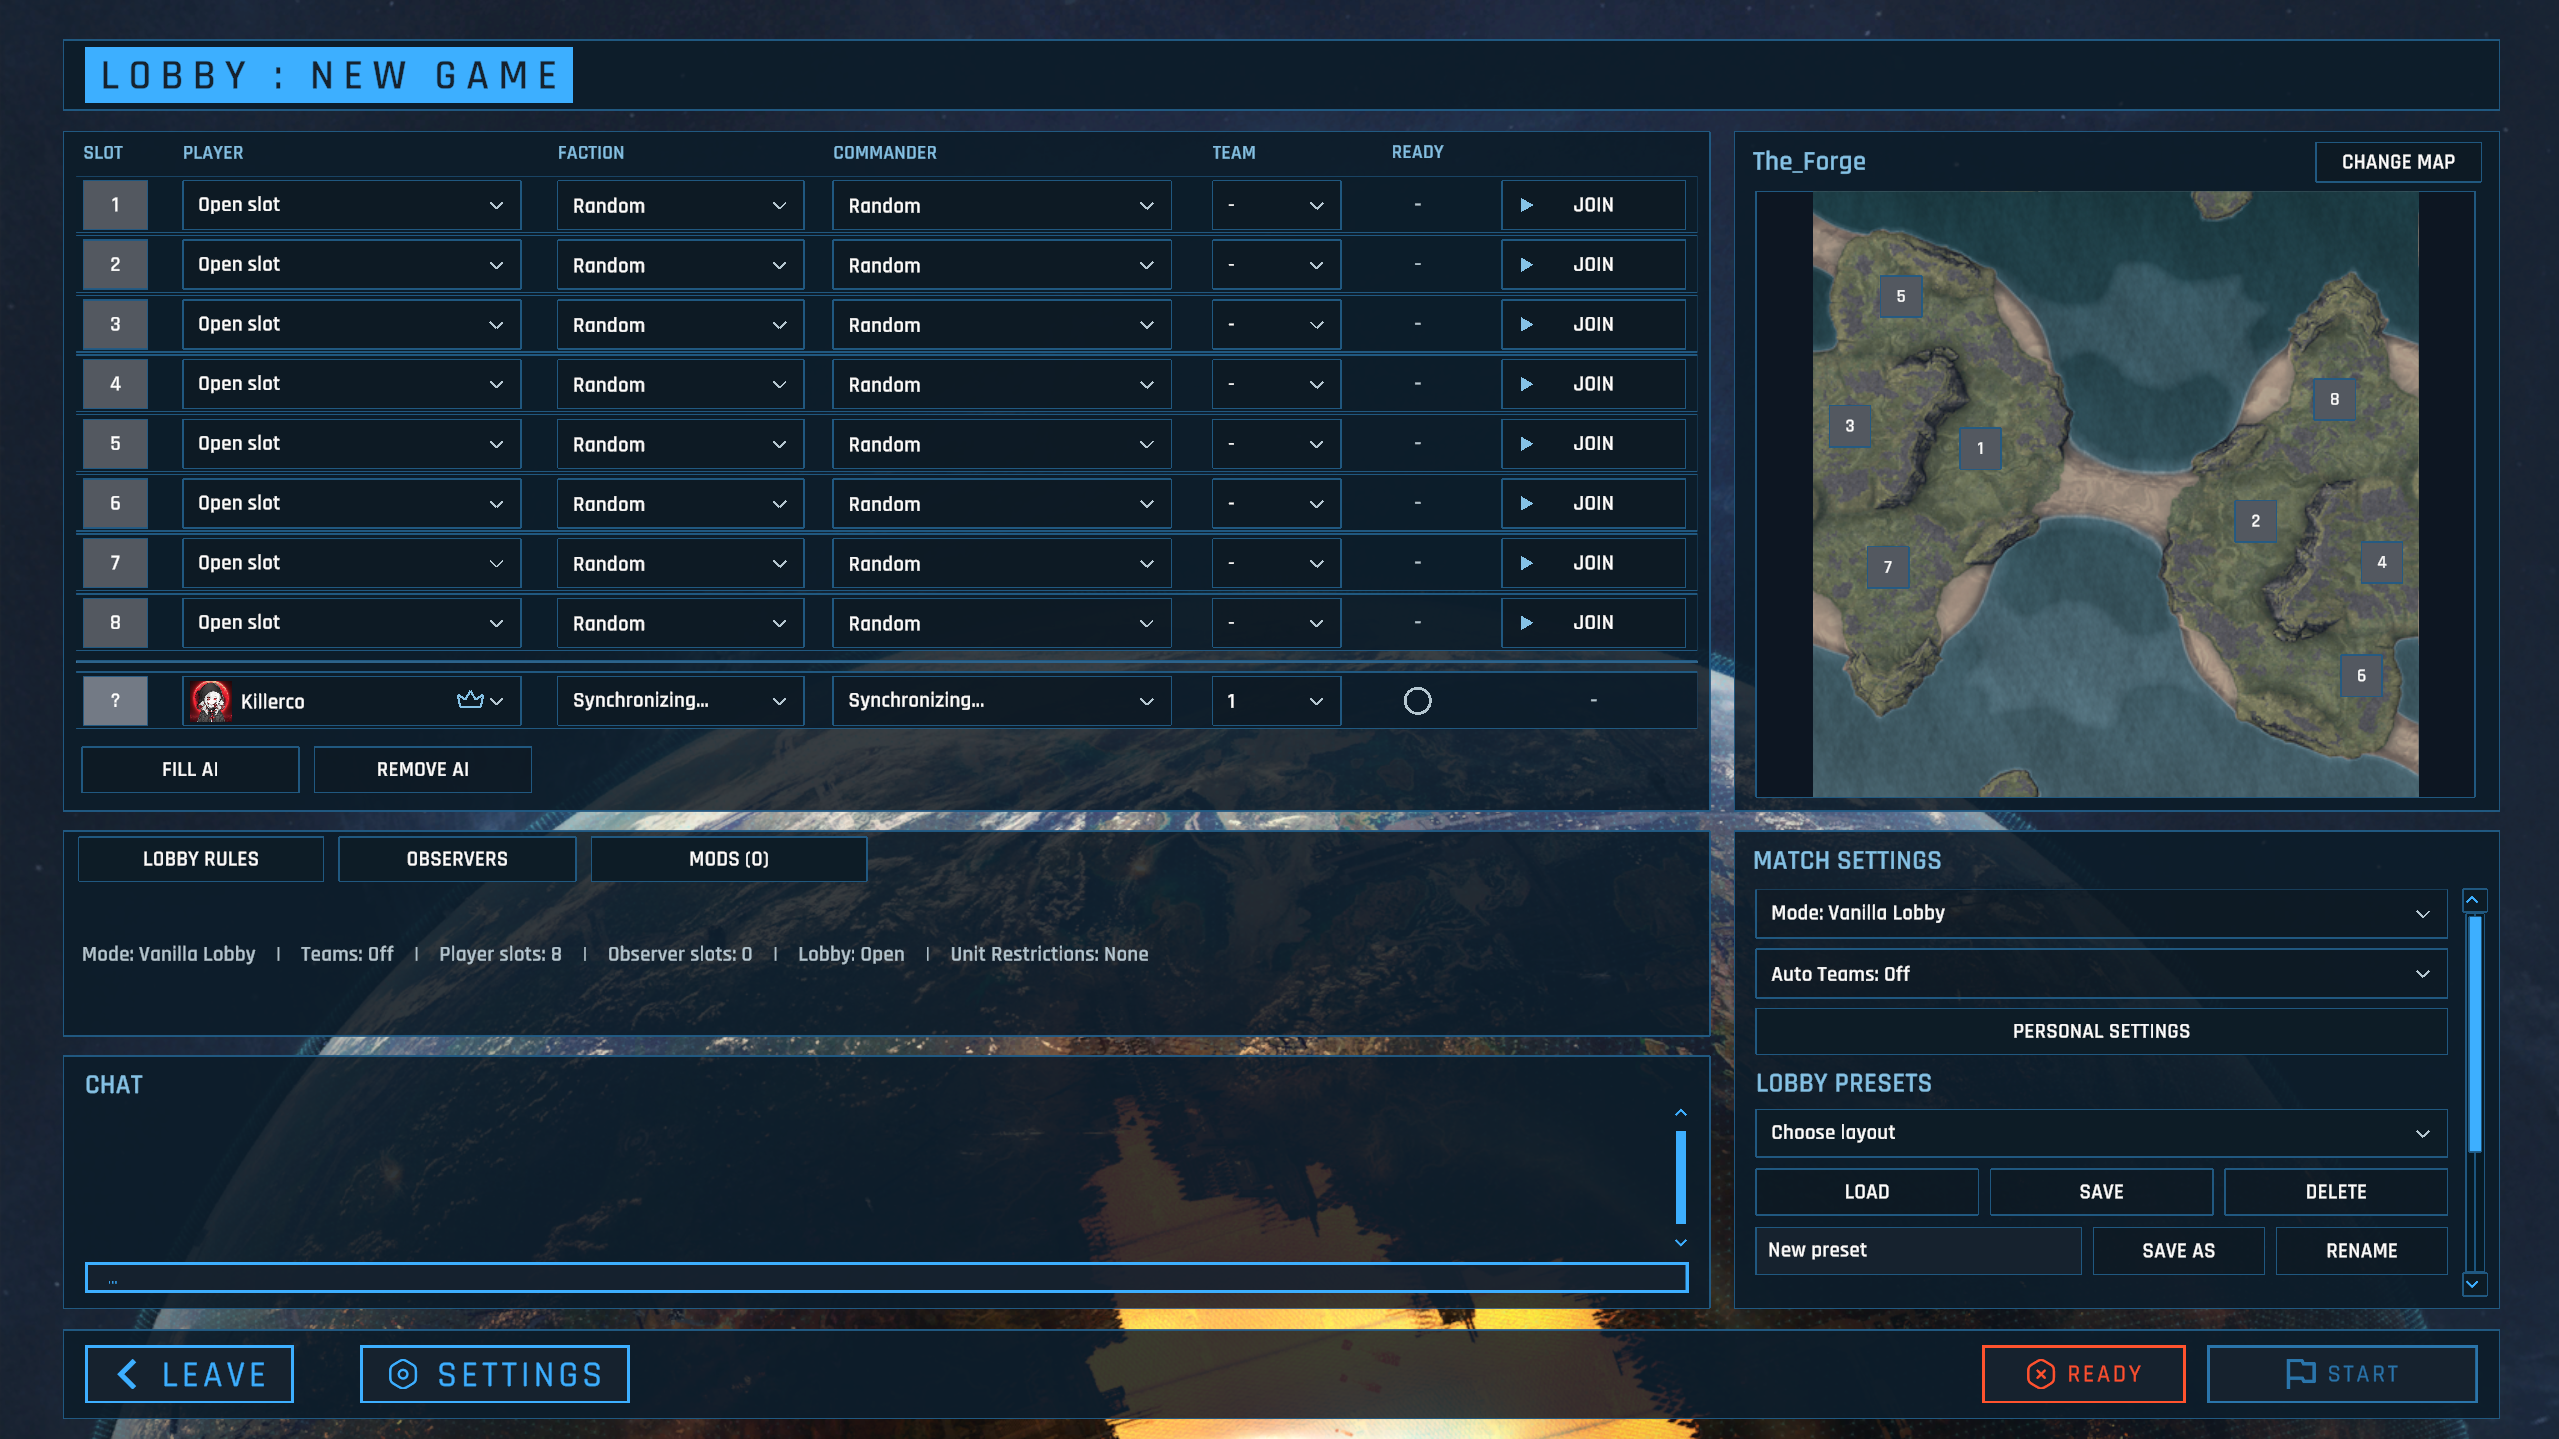 LOBBY : NEW GAME
SLOT PLAYER FACTION COMMANDER TEAM READY
1 Open slot Random Random - - JOIN
2 Open slot Random Random - - JOIN
3 Open slot Random Random - - JOIN
4 Open slot Random Random - - JOIN
5 Open slot Random Random - - JOIN
6 Open slot Random Random - - JOIN
7 Open slot Random Random - - JOIN
8 Open slot Random Random - - JOIN
? Killerco Synchronizing... Synchronizing... 1 -
FILL AI REMOVE AI
The_Forge CHANGE MAP
5
8
3
1
2
4
7
6
LOBBY RULES OBSERVERS MODS (0)
Mode: Vanilla Lobby | Teams: Off | Player slots: 8 | Observer slots: 0 | Lobby: Open | Unit Restrictions: None
CHAT
...
MATCH SETTINGS
Mode: Vanilla Lobby
Auto Teams: Off
PERSONAL SETTINGS
LOBBY PRESETS
Choose layout
LOAD SAVE DELETE
New preset SAVE AS RENAME
LEAVE SETTINGS READY START